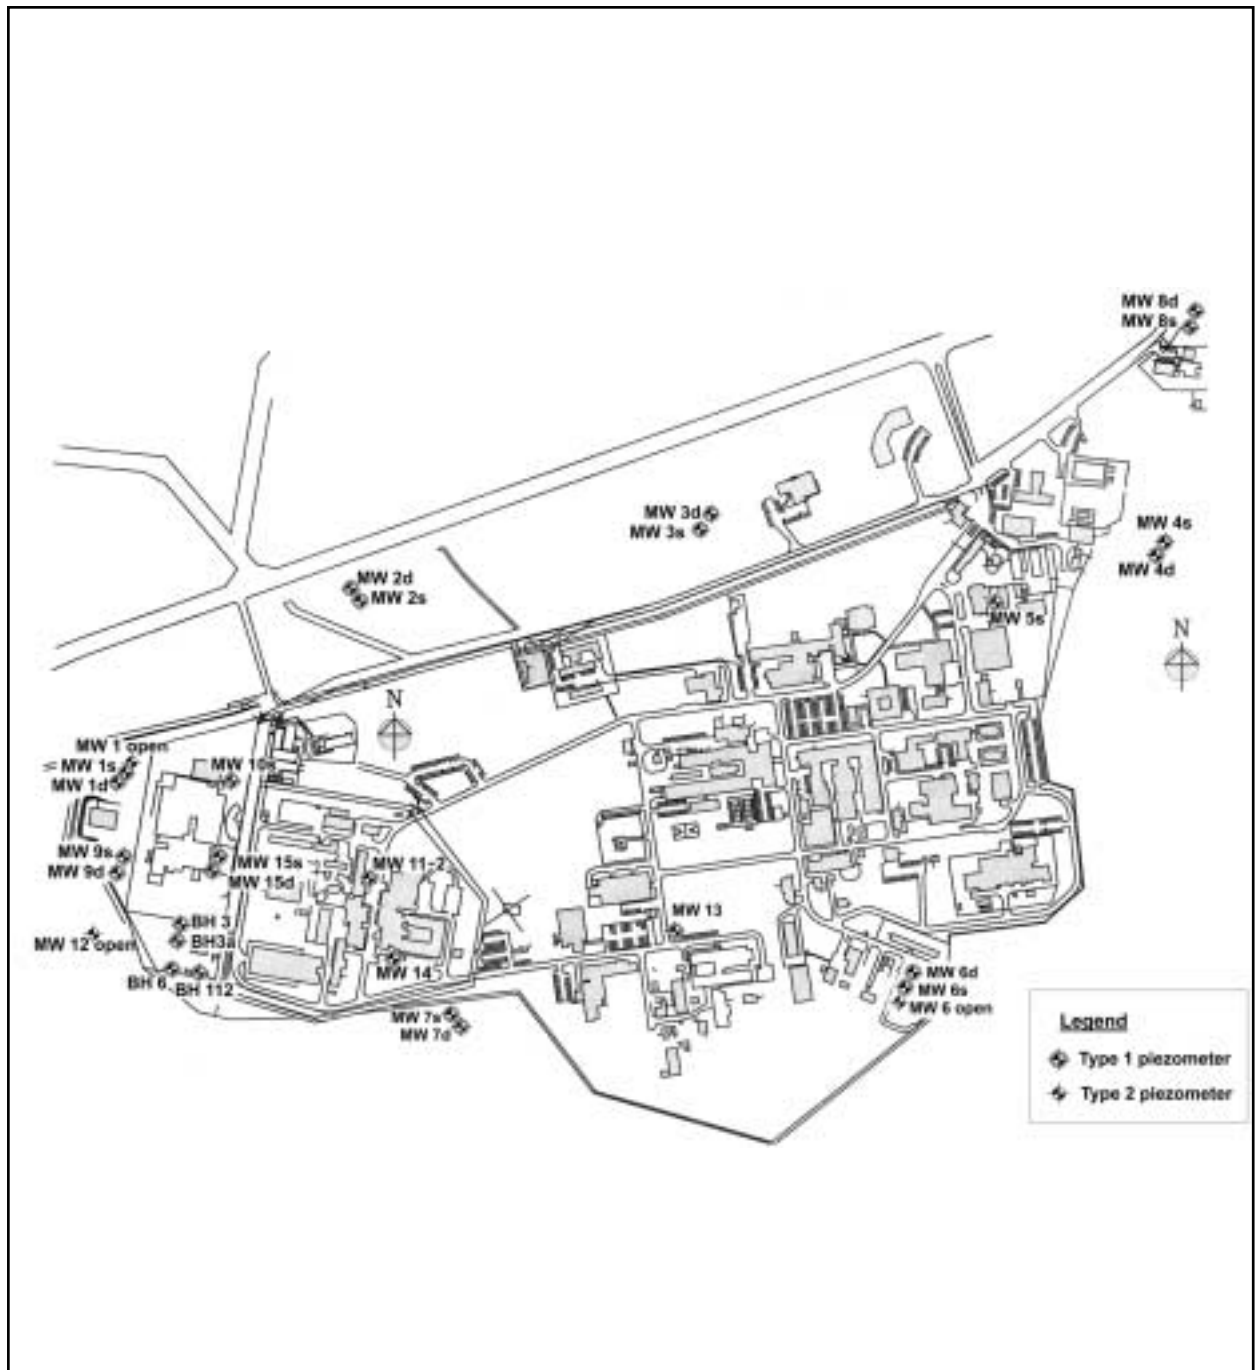 MW 8d
MW 8s
MW 3d
MW 3s
MW 4s
MW 4d
MW 2d
MW 2s
MW 5s
N
N
MW 1 open
MW 1s
MW 1d
MW 10s
MW 9s
MW 9d
MW 15s
MW 15d
MW 11-2
BH 3
BH3a
MW 12 open
BH 6
BH 112
MW 14
MW 13
MW 7s
MW 7d
MW 6d
MW 6s
MW 6 open
Legend
Type 1 piezometer
Type 2 piezometer